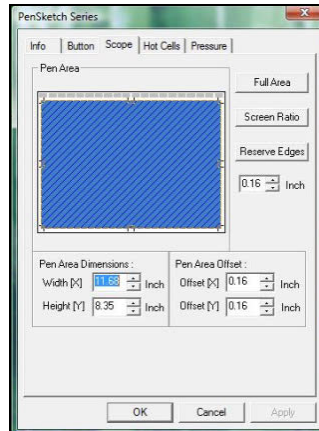 PenSketch Series
Info Button Scope Hot Cells Pressure
Pen Area
Full Area
Screen Ratio
Reserve Edges
0.16 Inch
Pen Area Dimensions :
Width [X] 11.68 Inch
Height [Y] 8.35 Inch
Pen Area Offset :
Offset [X] 0.16 Inch
Offset [Y] 0.16 Inch
OK Cancel Apply